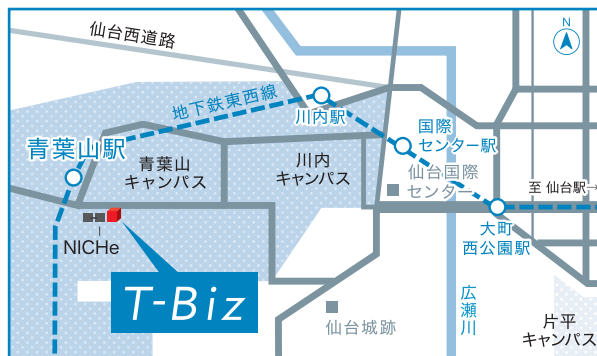 仙台西道路
N
地下鉄東西線
川内駅
青葉山駅
国際
センター駅
青葉山
キャンパス
川内
キャンパス
仙台国際
センター
至 仙台駅→
NICHe
大町
西公園駅
T-Biz
広瀬川
仙台城跡
片平
キャンパス